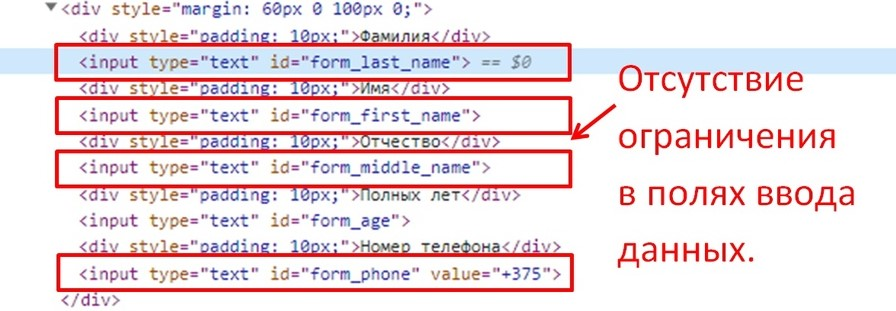 ▼<div style="margin: 60px 0 100px 0;">
<div style="padding: 10px;">Фамилия</div>
<input type="text" id="form_last_name"> == $0
<div style="padding: 10px;">Имя</div>
<input type="text" id="form_first_name">
<div style="padding: 10px;">Отчество</div>
<input type="text" id="form_middle_name">
<div style="padding: 10px;">Полных лет</div>
<input type="text" id="form_age">
<div style="padding: 10px;">Номер телефона</div>
<input type="text" id="form_phone" value="+375">
</div>
Отсутствие
ограничения
в полях ввода
данных.